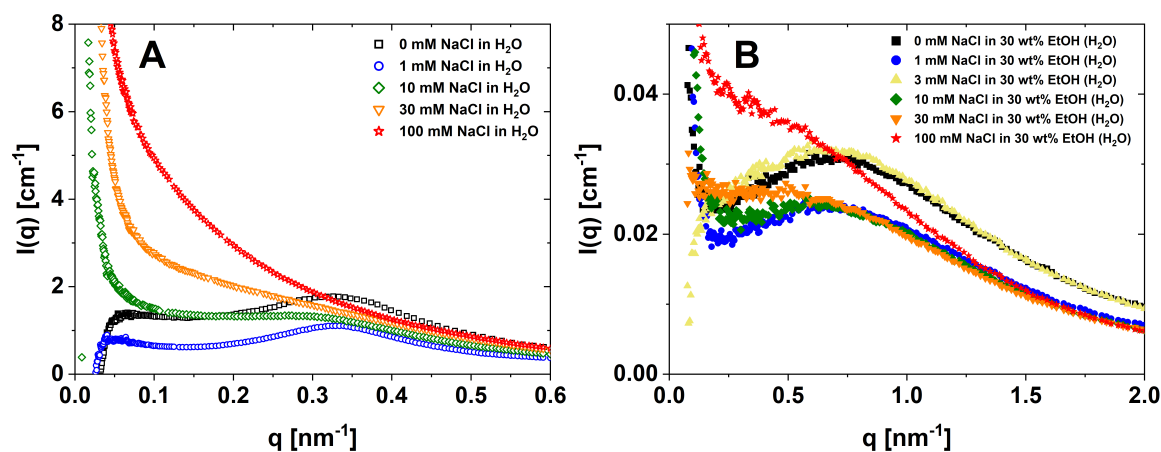 A
0 mM NaCl in H2O
1 mM NaCl in H2O
10 mM NaCl in H2O
30 mM NaCl in H2O
100 mM NaCl in H2O
8
6
4
2
0
I(q) [cm-1]
0.0 0.1 0.2 0.3 0.4 0.5 0.6
q [nm-1]
B
0 mM NaCl in 30 wt% EtOH (H2O)
1 mM NaCl in 30 wt% EtOH (H2O)
3 mM NaCl in 30 wt% EtOH (H2O)
10 mM NaCl in 30 wt% EtOH (H2O)
30 mM NaCl in 30 wt% EtOH (H2O)
100 mM NaCl in 30 wt% EtOH (H2O)
0.04
0.02
0.00
I(q) [cm-1]
0.0 0.5 1.0 1.5 2.0
q [nm-1]